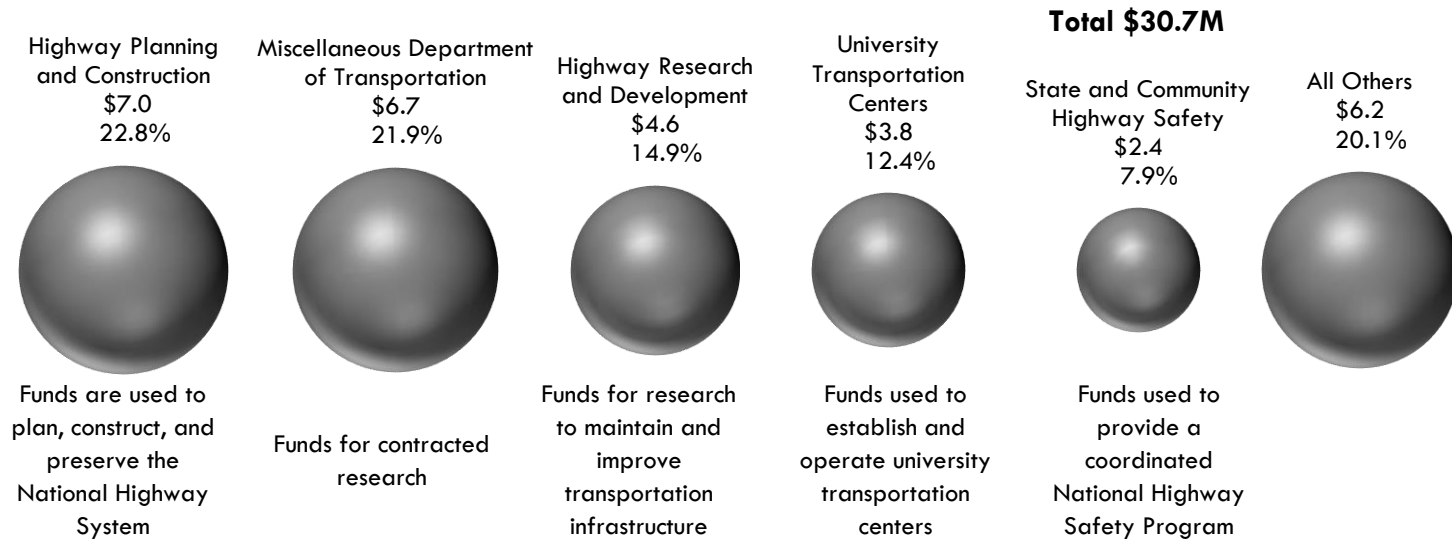 Total $30.7M
Highway Planning
and Construction
$7.0
22.8%
Miscellaneous Department
of Transportation
$6.7
21.9%
Highway Research
and Development
$4.6
14.9%
University
Transportation
Centers
$3.8
12.4%
State and Community
Highway Safety
$2.4
7.9%
All Others
$6.2
20.1%
Funds are used to
plan, construct, and
preserve the
National Highway
System
Funds for contracted
research
Funds for research
to maintain and
improve
transportation
infrastructure
Funds used to
establish and
operate university
transportation
centers
Funds used to
provide a
coordinated
National Highway
Safety Program